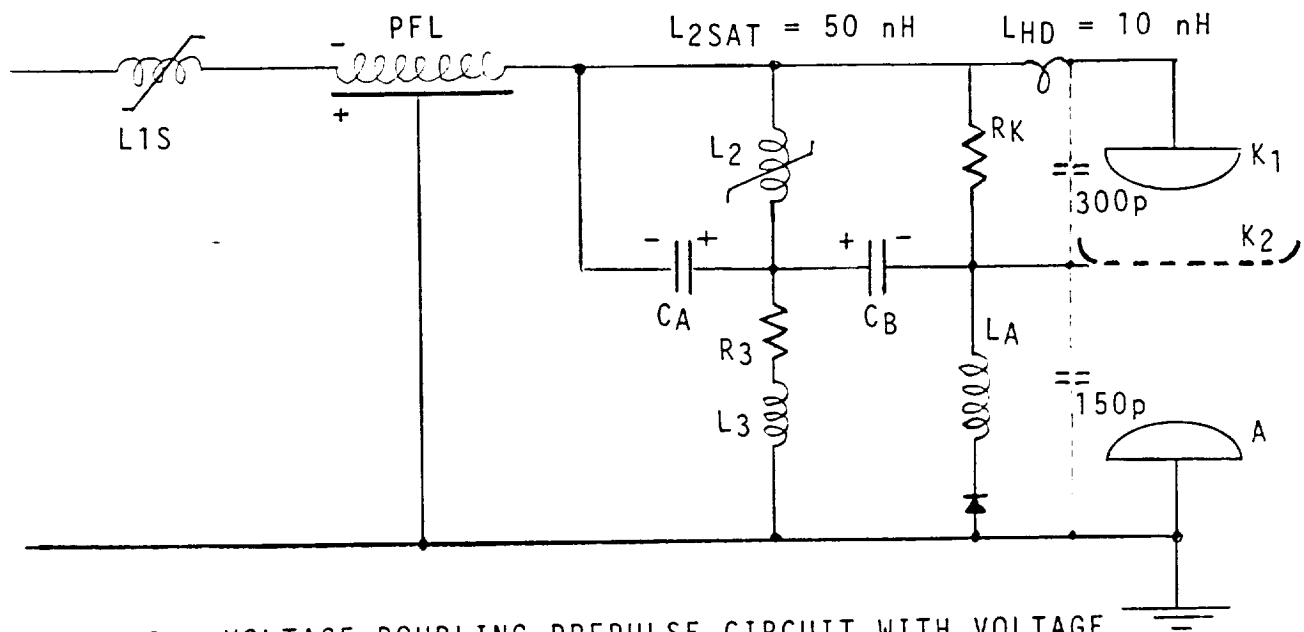 PFL
L2SAT = 50 nH
LHD = 10 nH
-
+
L1S
L2
RK
K1
300p
K2
- +
+ -
CA
CB
R3
LA
L3
150p
A
VOLTAGE DOUBLING PREPULSE CIRCUIT WITH VOLTAGE